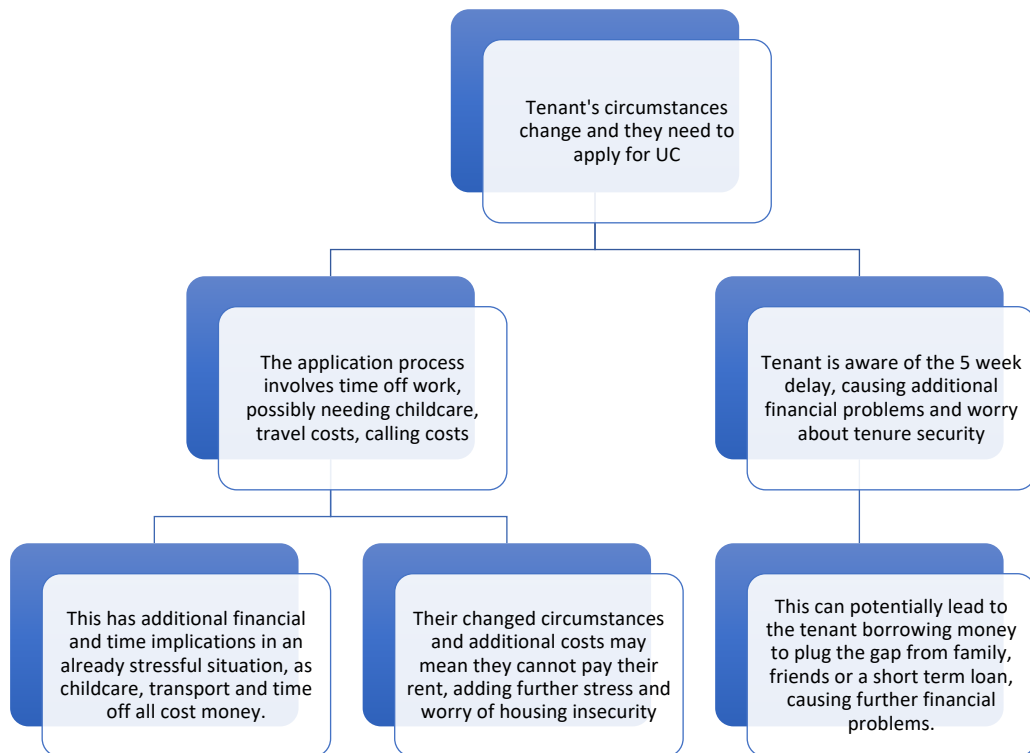 Tenant's circumstances
change and they need to
apply for UC
The application process
involves time off work,
possibly needing childcare,
travel costs, calling costs
Tenant is aware of the 5 week
delay, causing additional
financial problems and worry
about tenure security
This has additional financial
and time implications in an
already stressful situation, as
childcare, transport and time
off all cost money.
Their changed circumstances
and additional costs may
mean they cannot pay their
rent, adding further stress and
worry of housing insecurity
This can potentially lead to
the tenant borrowing money
to plug the gap from family,
friends or a short term loan,
causing further financial
problems.